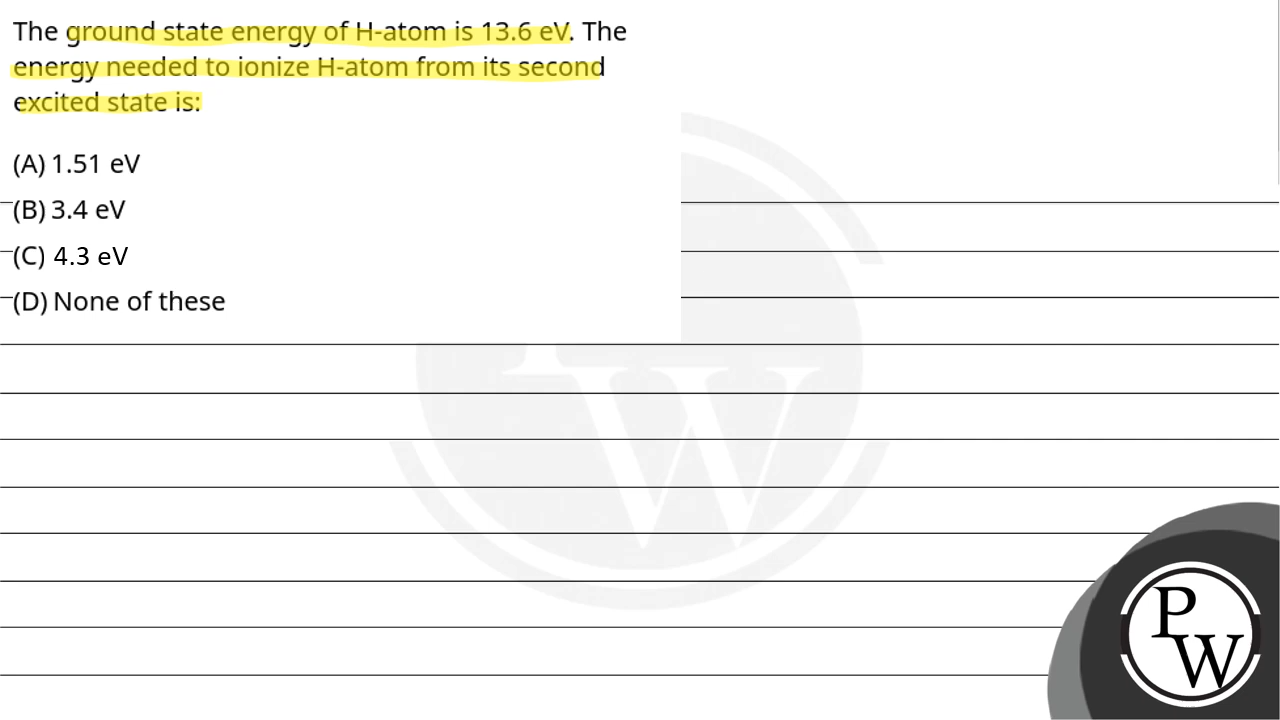 The ground state energy of H-atom is 13.6 eV. The
energy needed to ionize H-atom from its second
excited state is:
(A) 1.51 eV
(B) 3.4 eV
(C) 4.3 eV
(D) None of these
W
P
W